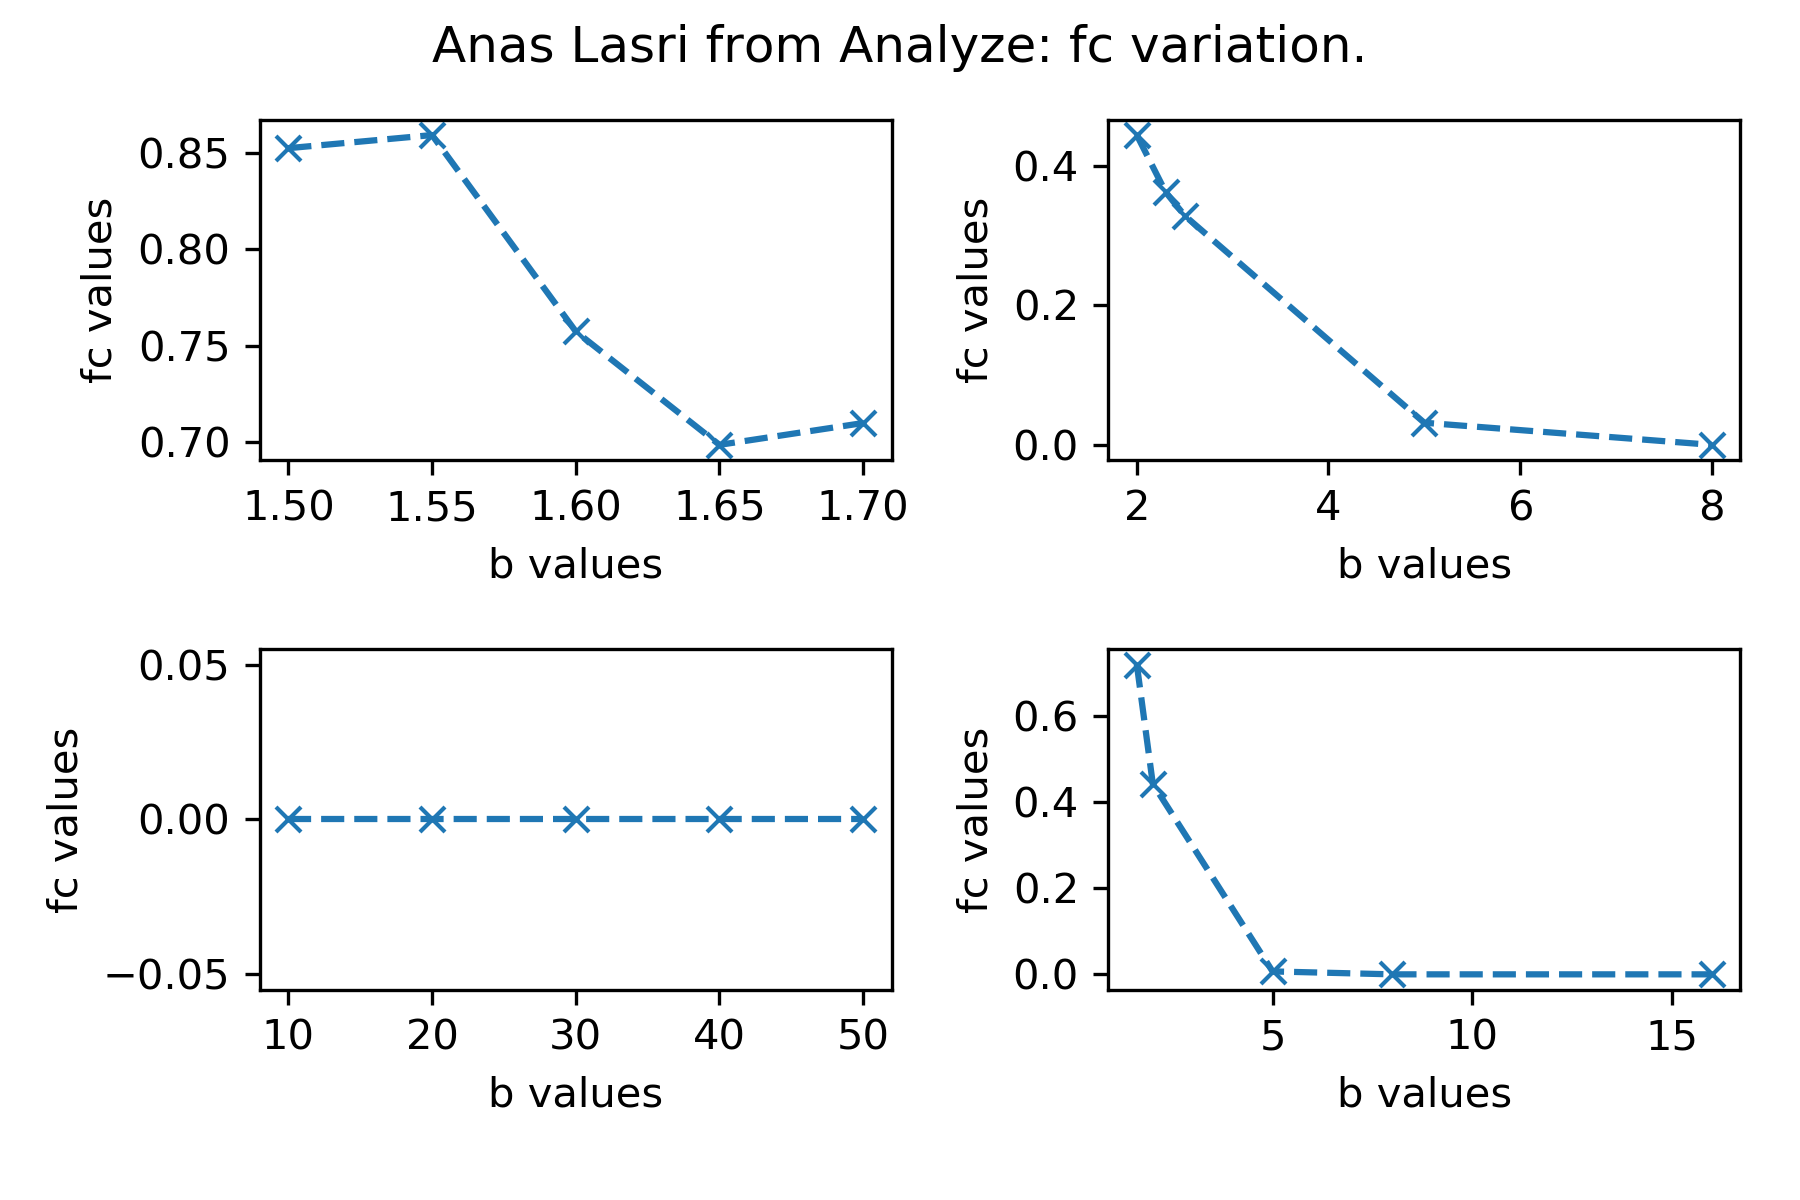 Anas Lasri from Analyze: fc variation.
0.85
0.80
0.75
0.70
fc values
1.50 1.55 1.60 1.65 1.70
b values
0.4
0.2
0.0
fc values
2 4 6 8
b values
0.05
0.00
−0.05
fc values
10 20 30 40 50
b values
0.6
0.4
0.2
0.0
fc values
5 10 15
b values